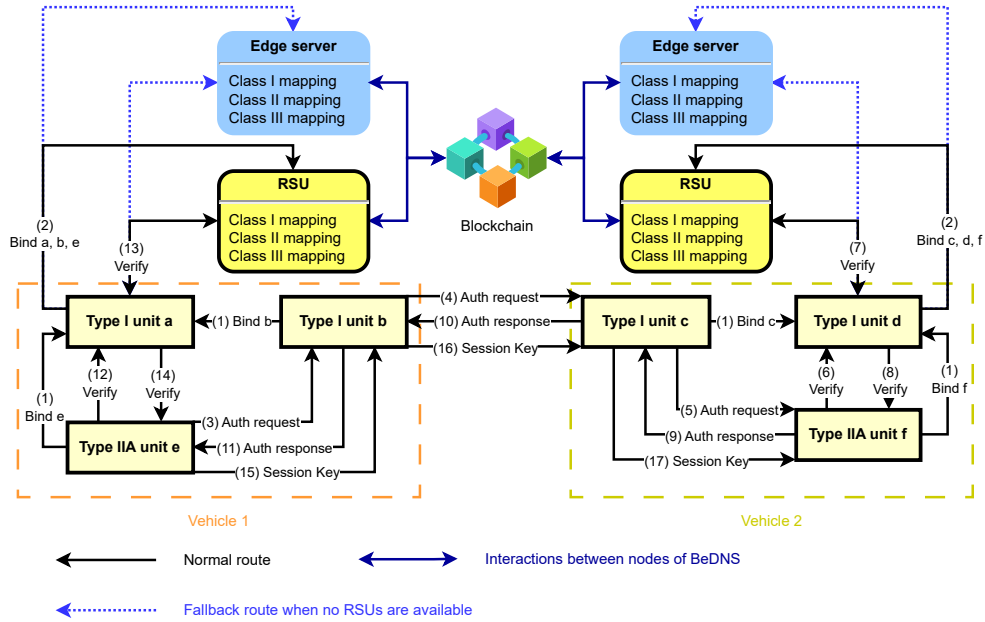 Edge server
Class I mapping
Class II mapping
Class III mapping
Edge server
Class I mapping
Class II mapping
Class III mapping
Blockchain
RSU
Class I mapping
Class II mapping
Class III mapping
RSU
Class I mapping
Class II mapping
Class III mapping
(2)
Bind a, b, e
(13)
Verify
(7)
Verify
(2)
Bind c, d, f
Type I unit a
(1) Bind b
Type I unit b
(4) Auth request
(10) Auth response
(16) Session Key
Type I unit c
(1) Bind c
Type I unit d
(1)
Bind e
(12)
Verify
(14)
Verify
(3) Auth request
(11) Auth response
(15) Session Key
Type IIA unit e
(5) Auth request
(9) Auth response
(17) Session Key
(6)
Verify
(8)
Verify
(1)
Bind f
Type IIA unit f
Vehicle 1
Vehicle 2
Normal route
Interactions between nodes of BeDNS
Fallback route when no RSUs are available